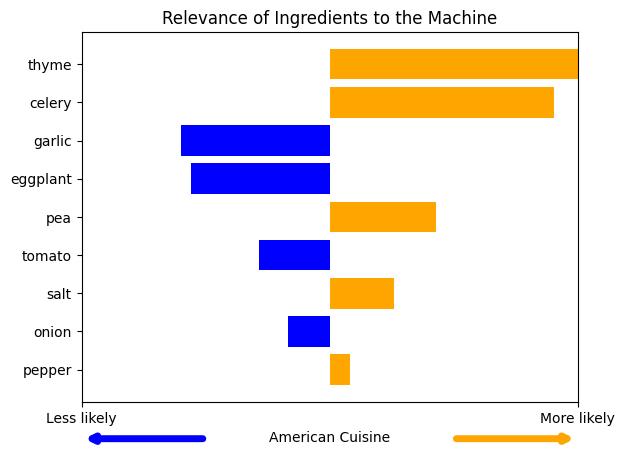 Relevance of Ingredients to the Machine
thyme
celery
garlic
eggplant
pea
tomato
salt
onion
pepper
Less likely
More likely
American Cuisine